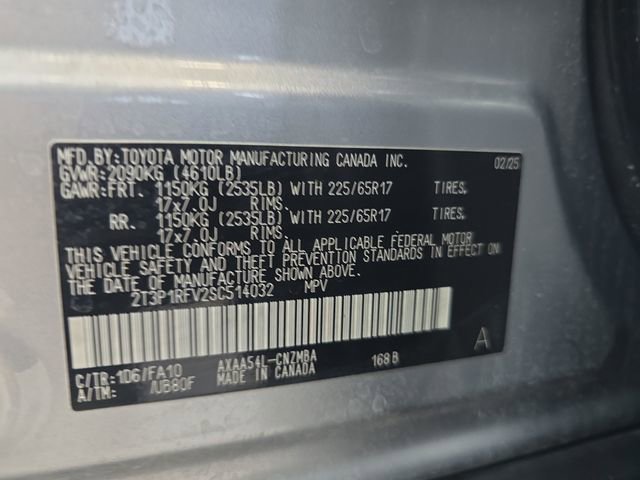 MFD.BY:TOYOTA MOTOR MANUFACTURING CANADA INC. 02/25
GVWR:2090KG (4610LB)
GAWR:FRT. 1150KG (2535LB) WITH 225/65R17 TIRES.
17x7.0J RIMS.
RR. 1150KG (2535LB) WITH 225/65R17 TIRES.
17x7.0J RIMS.
THIS VEHICLE CONFORMS TO ALL APPLICABLE FEDERAL MOTOR
VEHICLE SAFETY AND THEFT PREVENTION STANDARDS IN EFFECT ON
THE DATE OF MANUFACTURE SHOWN ABOVE.
2T3P1RFV2SC514032 MPV
C/TR:1D6/FA10 AXAA54L-CNZMBA 168B A
A/TM: /UB80F MADE IN CANADA